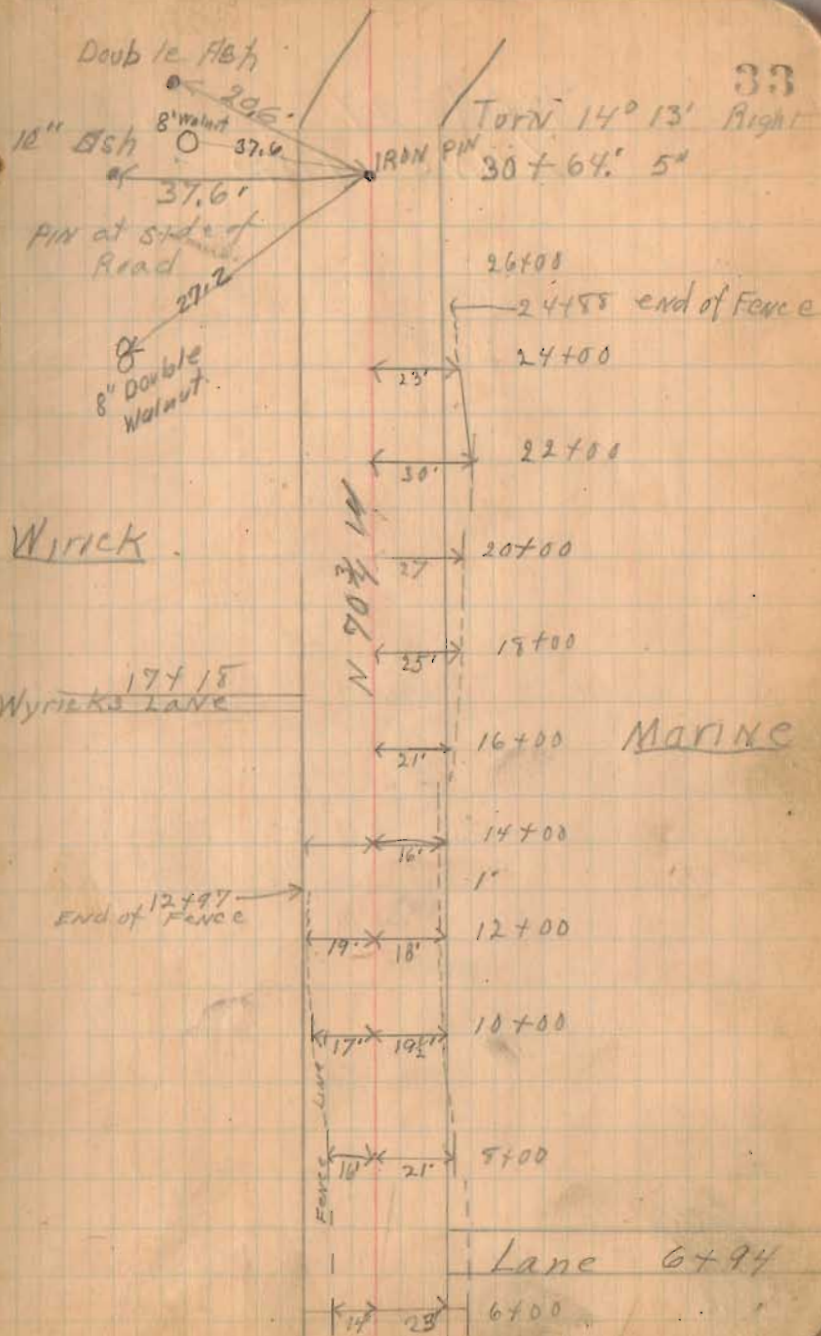 33
Double Ash
20.6'
Turn 14° 13' Right
8" Walnut
37.6
10" Ash
IRON PIN
30 + 64.' 5"
37.6'
PIN at side of
Road
27.2
26+00
24+88 end of Fence
24+00
23'
8" Double
Walnut.
22+00
30'
N 70 3/4 W
Wirick
20+00
27
18+00
25'
17+18
Wyricks LANE
16+00
Marine
21'
14+00
16'
1"
12+97
END of FENCE
12+00
19'
18'
10+00
17'
19½'
FENCE LINE
8+00
16'
21'
Lane 6+94
6+00
14'
23'